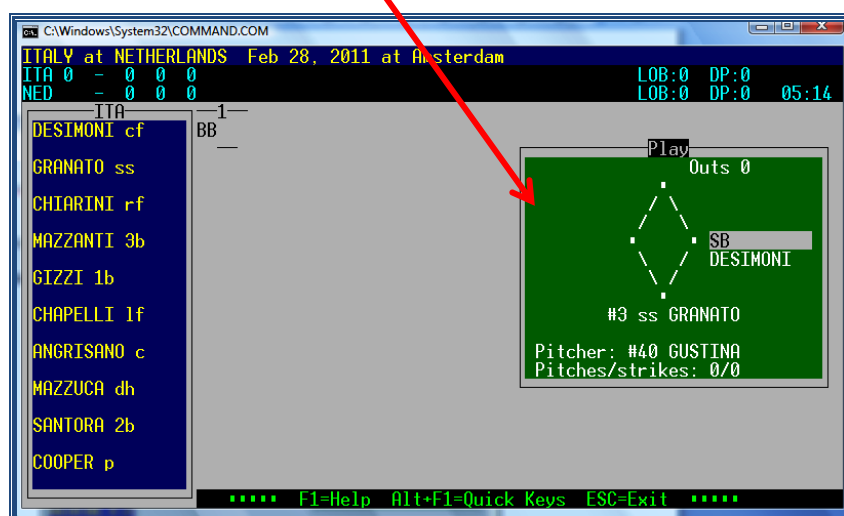 C:\Windows\System32\COMMAND.COM
ITALY at NETHERLANDS Feb 28, 2011 at Amsterdam
ITA 0 - 0 0 0 LOB:0 DP:0
NED - 0 0 0 LOB:0 DP:0 05:14
ITA 1
DESIMONI cf BB
GRANATO ss
CHIARINI rf
MAZZANTI 3b
GIZZI 1b
CHAPELLI lf
ANGRISANO c
MAZZUCA dh
SANTORA 2b
COOPER p
Play
Outs 0
SB
DESIMONI
#3 ss GRANATO
Pitcher: #40 GUSTINA
Pitches/strikes: 0/0
F1=Help Alt+F1=Quick Keys ESC=Exit